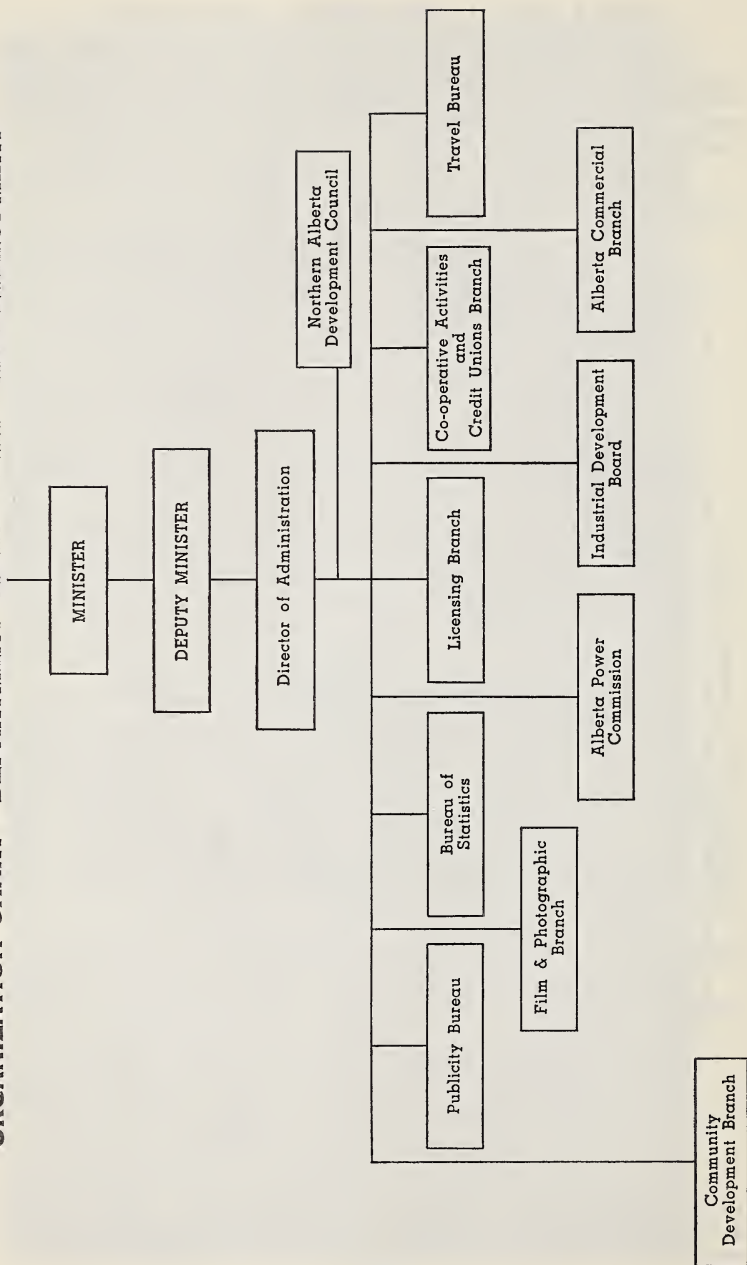 ORGANIZATION CHART
MINISTER
DEPUTY MINISTER
Director of Administration
Northern Alberta
Development Council
Publicity Bureau
Bureau of
Statistics
Licensing Branch
Co-operative Activities
and
Credit Unions Branch
Travel Bureau
Film & Photographic
Branch
Alberta Power
Commission
Industrial Development
Board
Alberta Commercial
Branch
Community
Development Branch